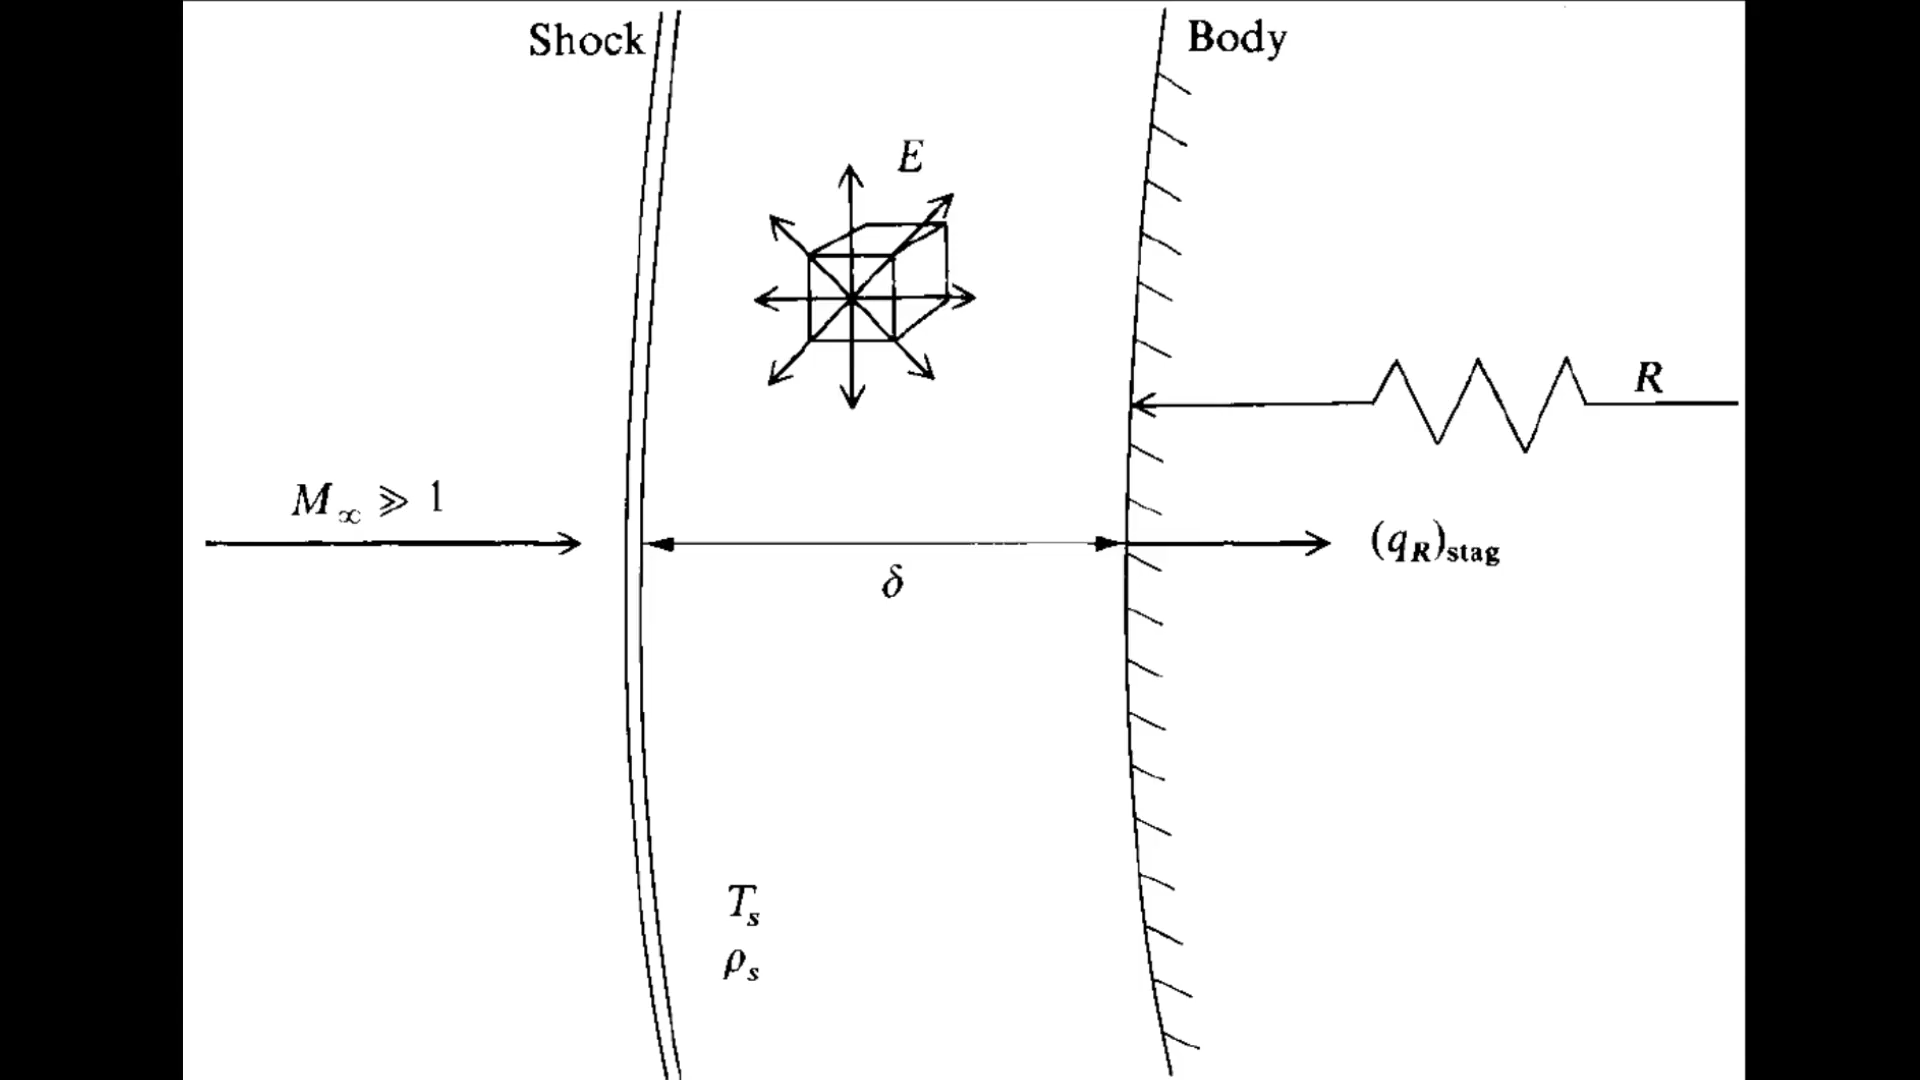 Shock
Body
E
R
M∞ ≫ 1
(qR)stag
δ
Ts
ρs